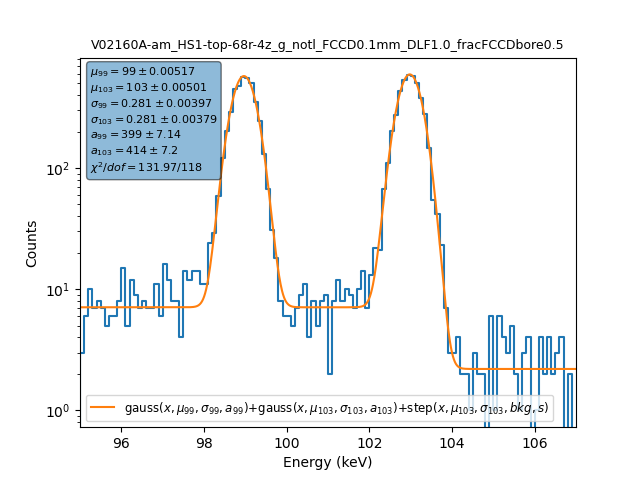 V02160A-am_HS1-top-68r-4z_g_notl_FCCD0.1mm_DLF1.0_fracFCCDbore0.5
μ₉₉ = 99 ± 0.00517
μ₁₀₃ = 103 ± 0.00501
σ₉₉ = 0.281 ± 0.00397
σ₁₀₃ = 0.281 ± 0.00379
a₉₉ = 399 ± 7.14
a₁₀₃ = 414 ± 7.2
χ²/dof = 131.97/118
10²
10¹
10⁰
Counts
gauss(x, μ₉₉, σ₉₉, a₉₉)+gauss(x, μ₁₀₃, σ₁₀₃, a₁₀₃)+step(x, μ₁₀₃, σ₁₀₃, bkg, s)
96 98 100 102 104 106
Energy (keV)